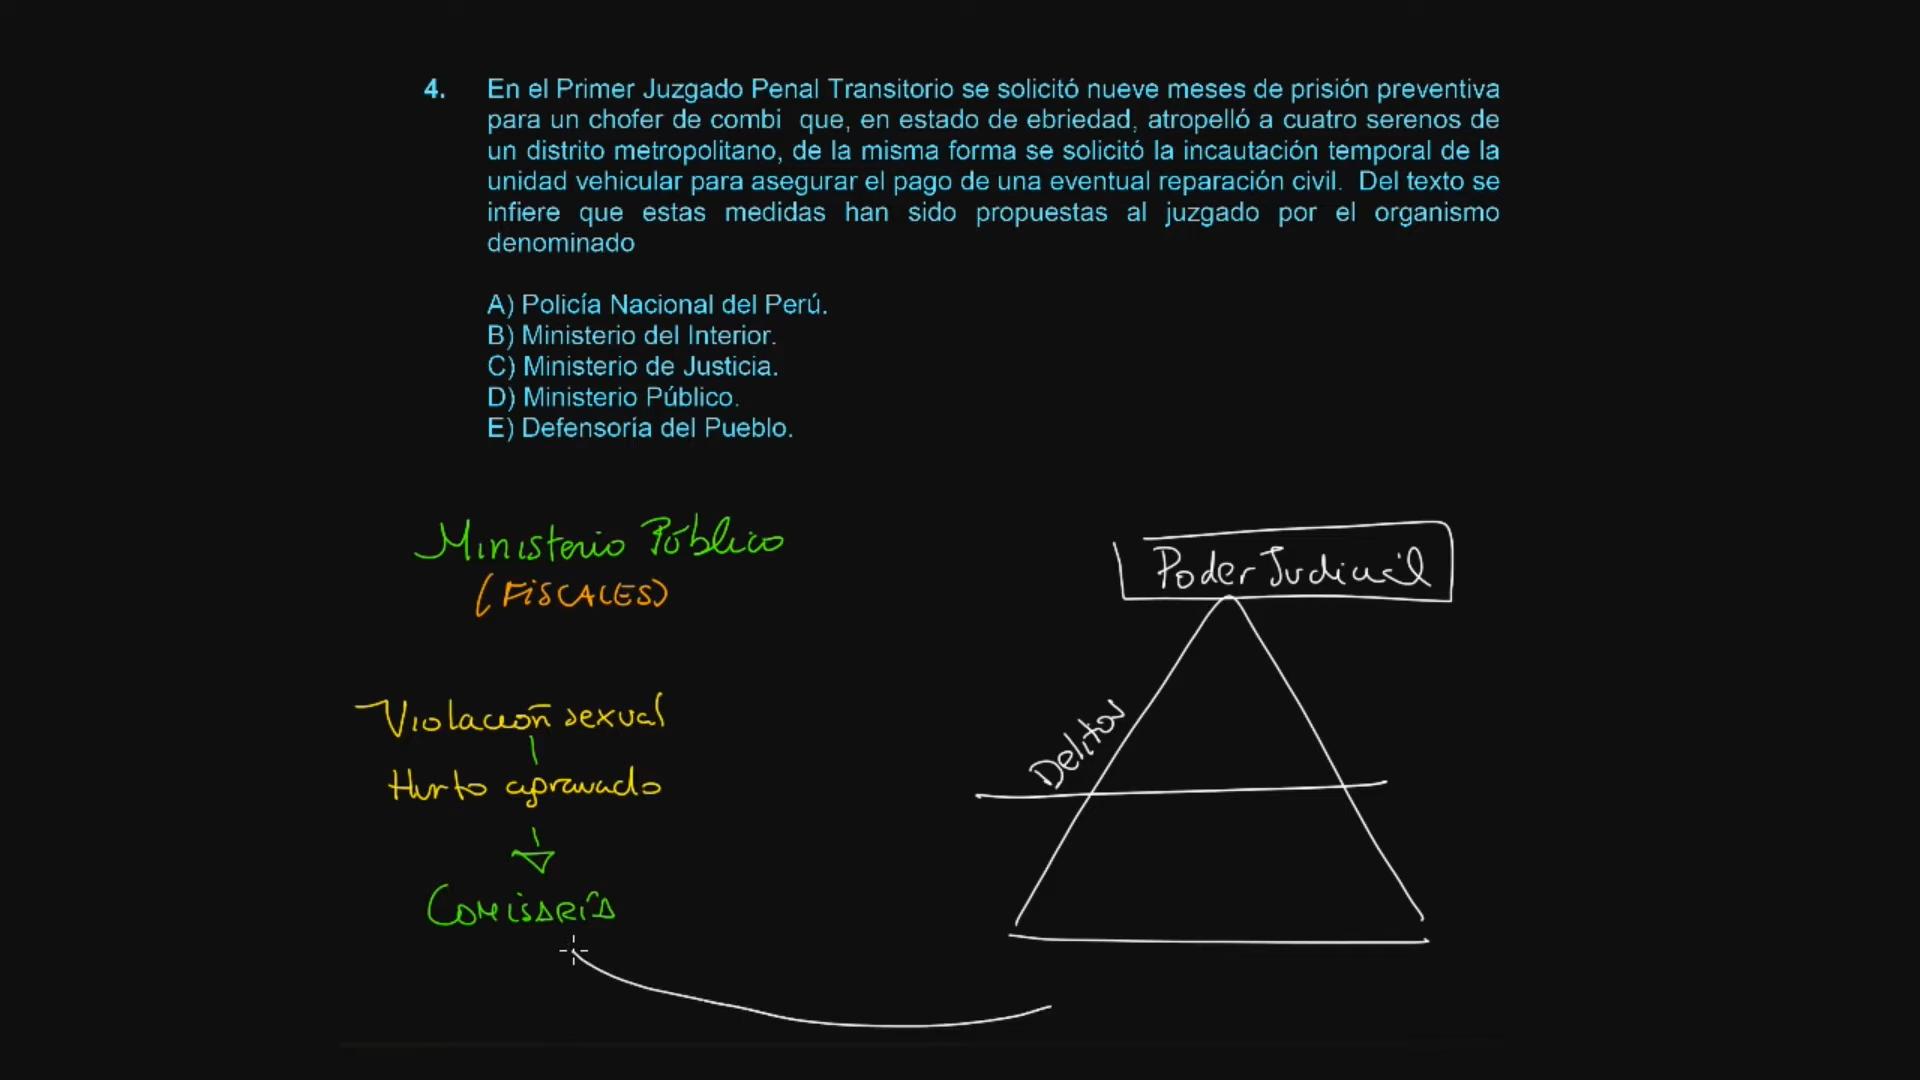 4. En el Primer Juzgado Penal Transitorio se solicitó nueve meses de prisión preventiva
para un chofer de combi que, en estado de ebriedad, atropelló a cuatro serenos de
un distrito metropolitano, de la misma forma se solicitó la incautación temporal de la
unidad vehicular para asegurar el pago de una eventual reparación civil. Del texto se
infiere que estas medidas han sido propuestas al juzgado por el organismo
denominado
A) Policía Nacional del Perú.
B) Ministerio del Interior.
C) Ministerio de Justicia.
D) Ministerio Público.
E) Defensoría del Pueblo.
Ministerio Público
(FISCALES)
Poder Judicial
Violación sexual
Delitos
Hurto agravado
COMISARÍA